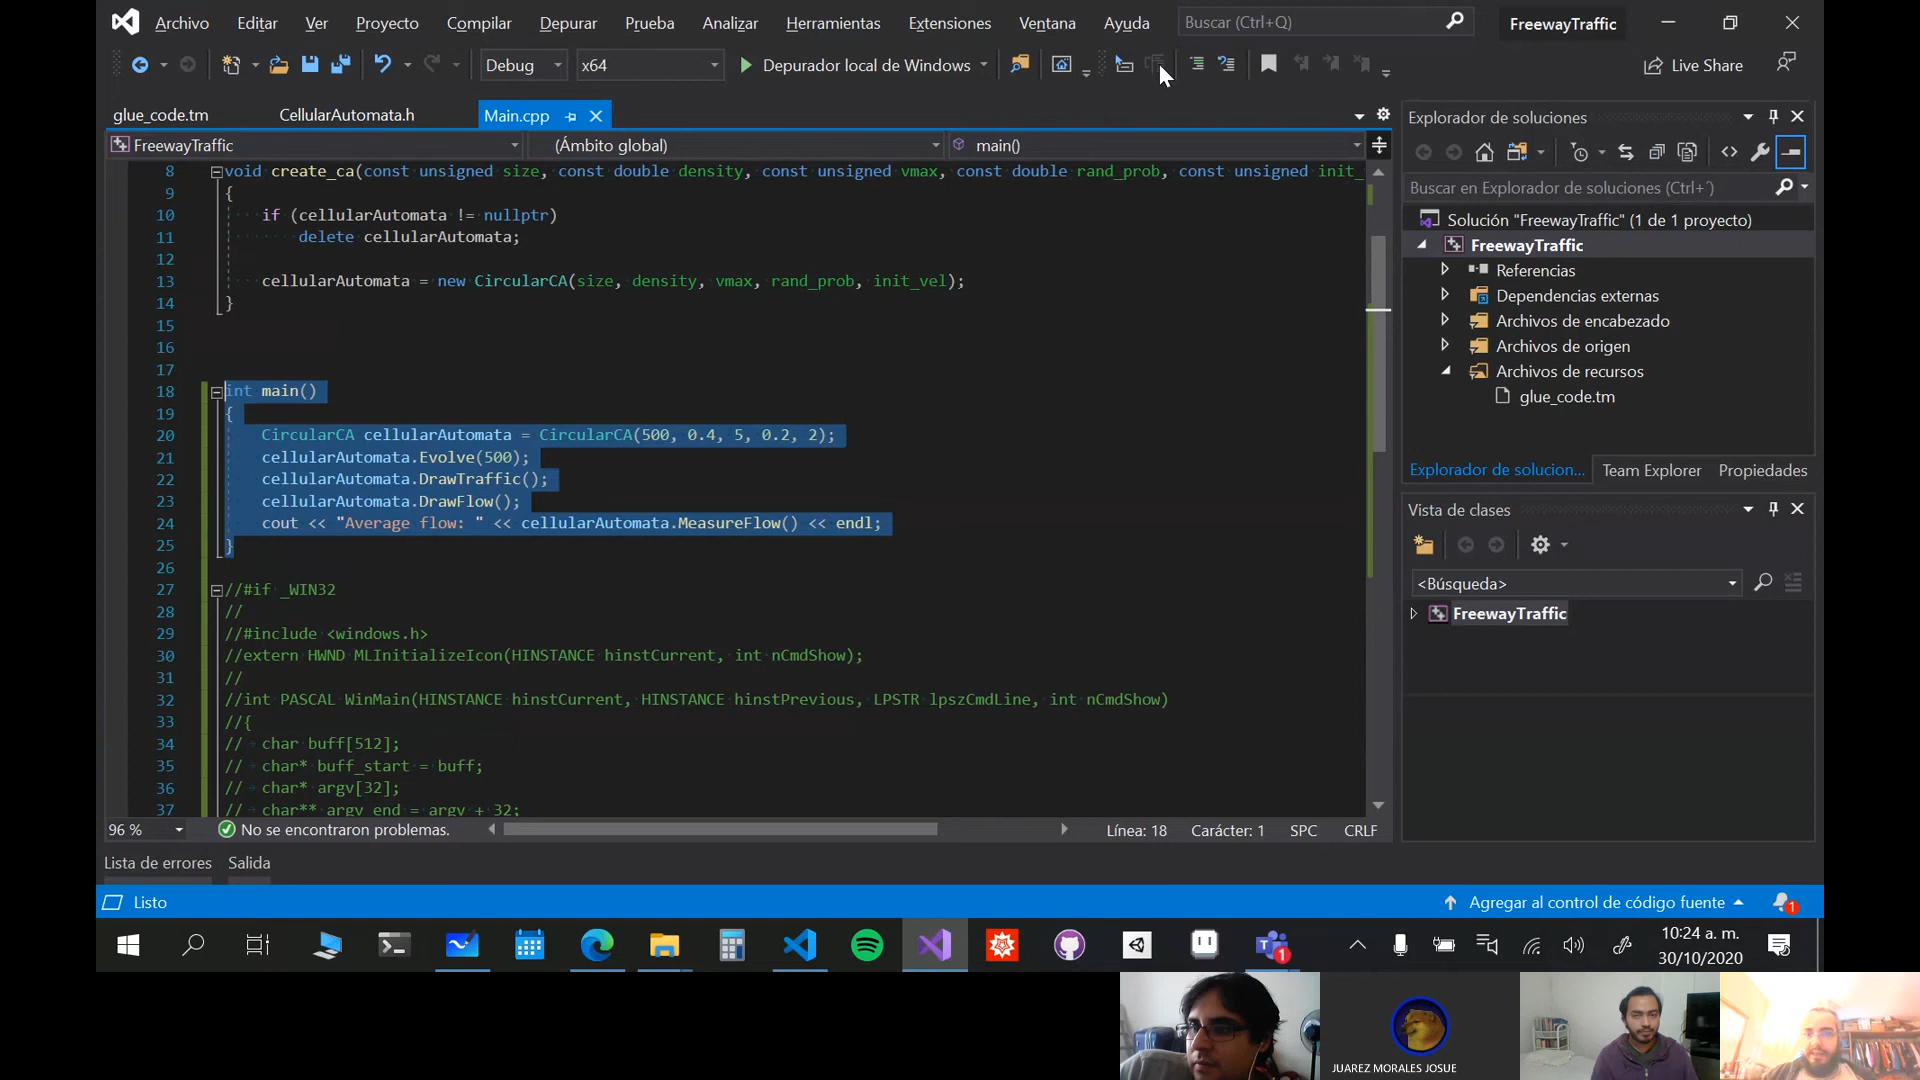 Archivo Editar Ver Proyecto Compilar Depurar Prueba Analizar Herramientas Extensiones Ventana Ayuda Buscar (Ctrl+Q) FreewayTraffic
Debug x64 Depurador local de Windows Live Share
glue_code.tm CellularAutomata.h Main.cpp
FreewayTraffic (Ámbito global) main()
8 void create_ca(const unsigned size, const double density, const unsigned vmax, const double rand_prob, const unsigned init_
9 {
10 if (cellularAutomata != nullptr)
11 delete cellularAutomata;
12
13 cellularAutomata = new CircularCA(size, density, vmax, rand_prob, init_vel);
14 }
15
16
17
18 int main()
19 {
20 CircularCA cellularAutomata = CircularCA(500, 0.4, 5, 0.2, 2);
21 cellularAutomata.Evolve(500);
22 cellularAutomata.DrawTraffic();
23 cellularAutomata.DrawFlow();
24 cout << "Average flow: " << cellularAutomata.MeasureFlow() << endl;
25 }
26
27 //#if _WIN32
28 //
29 //#include <windows.h>
30 //extern HWND MLInitializeIcon(HINSTANCE hinstCurrent, int nCmdShow);
31 //
32 //int PASCAL WinMain(HINSTANCE hinstCurrent, HINSTANCE hinstPrevious, LPSTR lpszCmdLine, int nCmdShow)
33 //{
34 // char buff[512];
35 // char* buff_start = buff;
36 // char* argv[32];
37 // char** argv_end = argv + 32;
96 % No se encontraron problemas. Línea: 18 Carácter: 1 SPC CRLF
Lista de errores Salida
Explorador de soluciones
Buscar en Explorador de soluciones (Ctrl+´)
Solución "FreewayTraffic" (1 de 1 proyecto)
FreewayTraffic
Referencias
Dependencias externas
Archivos de encabezado
Archivos de origen
Archivos de recursos
glue_code.tm
Explorador de solucion... Team Explorer Propiedades
Vista de clases
<Búsqueda>
FreewayTraffic
Listo Agregar al control de código fuente 1
1
10:24 a. m.
30/10/2020
JUAREZ MORALES JOSUE